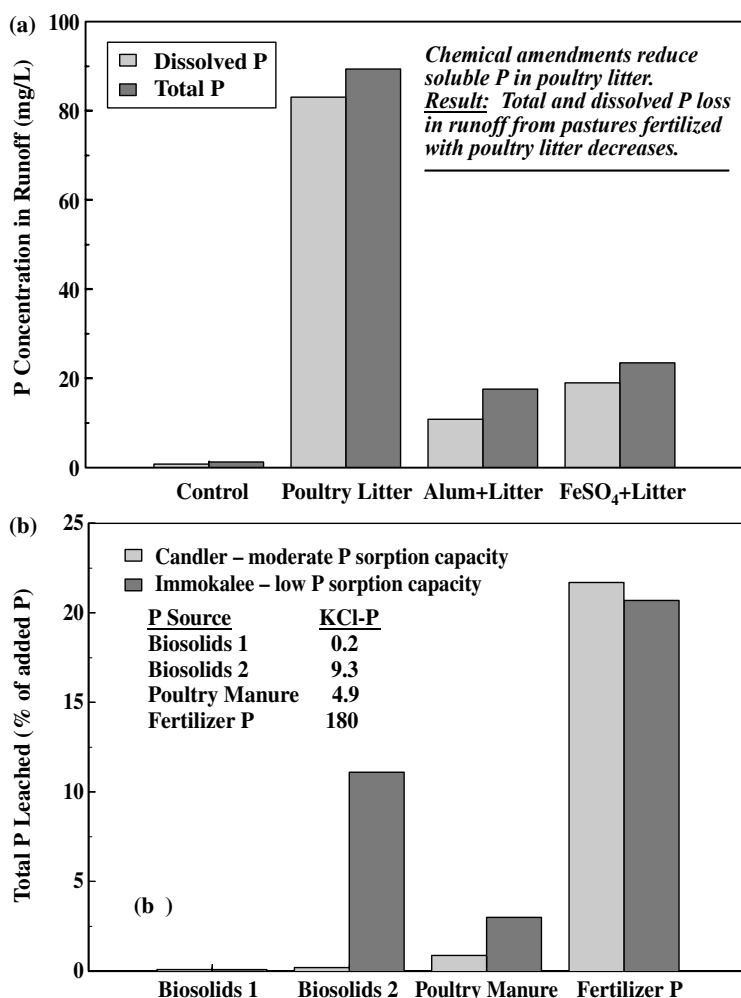 (a)
100
80
60
40
20
0
P Concentration in Runoff (mg/L)
Dissolved P
Total P
Chemical amendments reduce
soluble P in poultry litter.
Result: Total and dissolved P loss
in runoff from pastures fertilized
with poultry litter decreases.
Control
Poultry Litter
Alum+Litter
FeSO₄+Litter
(b)
25
20
15
10
5
0
Total P Leached (% of added P)
Candler – moderate P sorption capacity
Immokalee – low P sorption capacity
P Source KCl-P
Biosolids 1 0.2
Biosolids 2 9.3
Poultry Manure 4.9
Fertilizer P 180
(b )
Biosolids 1
Biosolids 2
Poultry Manure
Fertilizer P